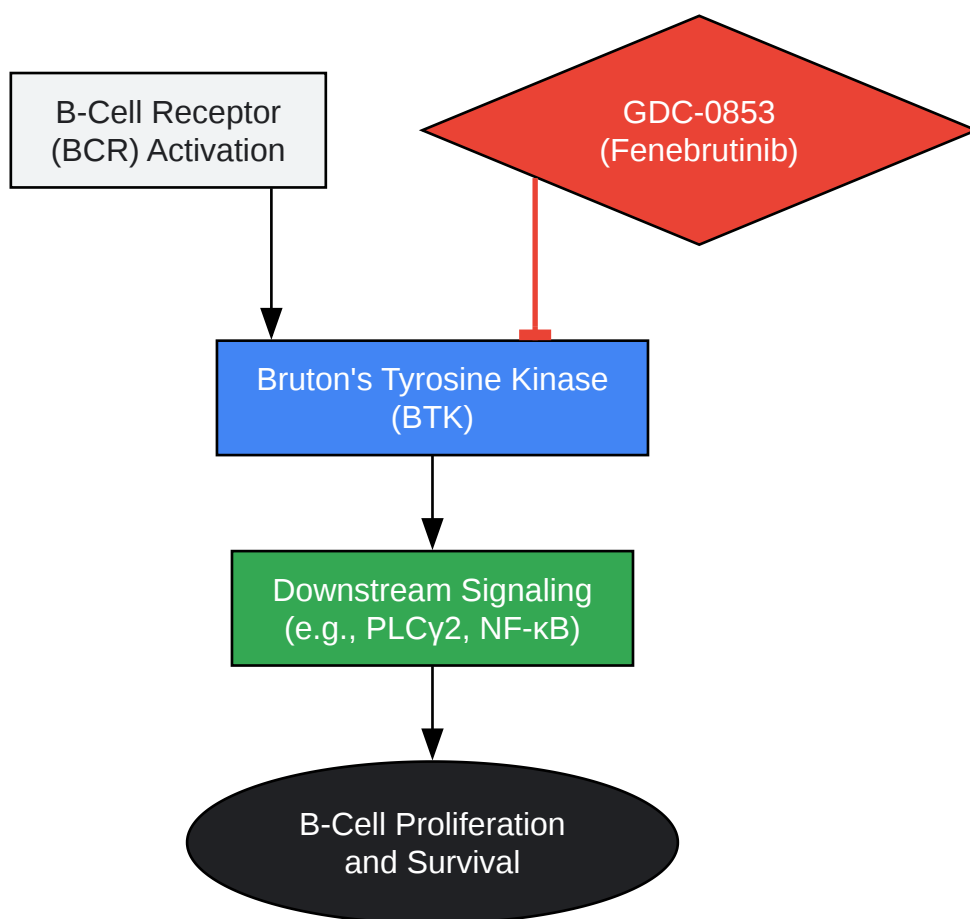 B-Cell Receptor
(BCR) Activation
GDC-0853
(Fenebrutinib)
Bruton's Tyrosine Kinase
(BTK)
Downstream Signaling
(e.g., PLCγ2, NF-κB)
B-Cell Proliferation
and Survival